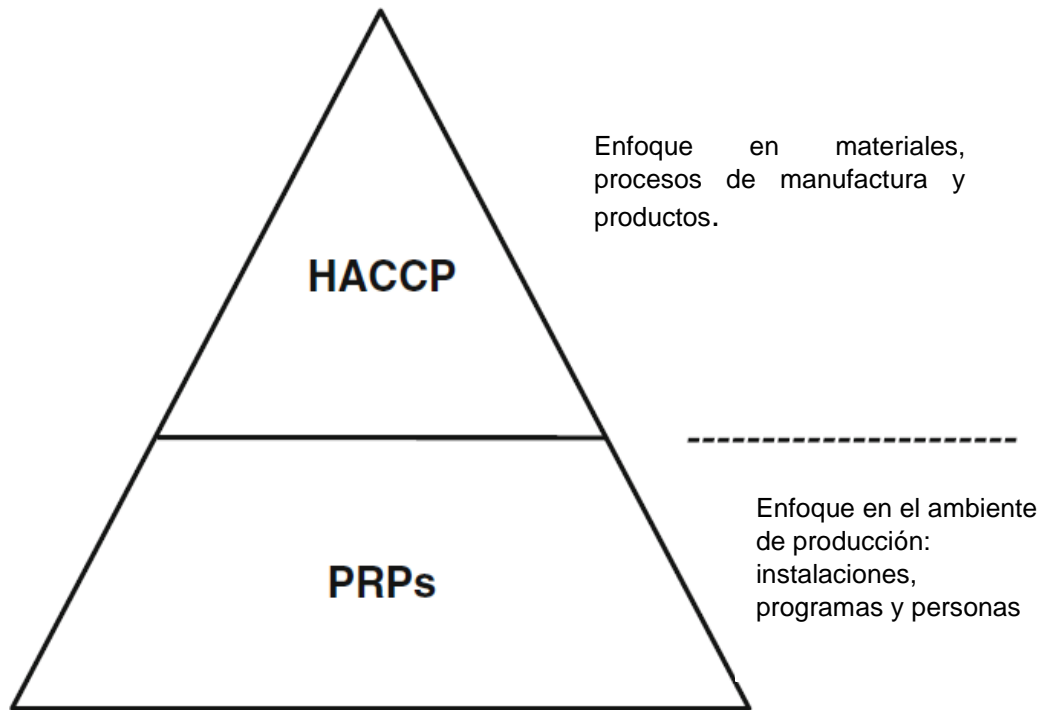 Enfoque en materiales,
procesos de manufactura y
productos.
HACCP
Enfoque en el ambiente
de producción:
instalaciones,
programas y personas
PRPs